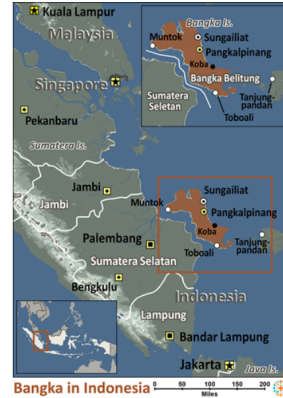 Kuala Lampur
Malaysia
Singapore
Pekanbaru
Sumatera Is.
Jambi
Jambi
Palembang
Sumatera Selatan
Bengkulu
Lampung
Indonesia
Bandar Lampung
Jakarta
Java Is.
Muntok
Sungailiat
Pangkalpinang
Koba
Toboali
Tanjung-
pandan
Bangka Is.
Muntok
Sungailiat
Pangkalpinang
Koba
Bangka Belitung
Sumatera
Seletan
Toboali
Tanjung-
pandan
Bangka in Indonesia
0 50 100 150 200
Miles